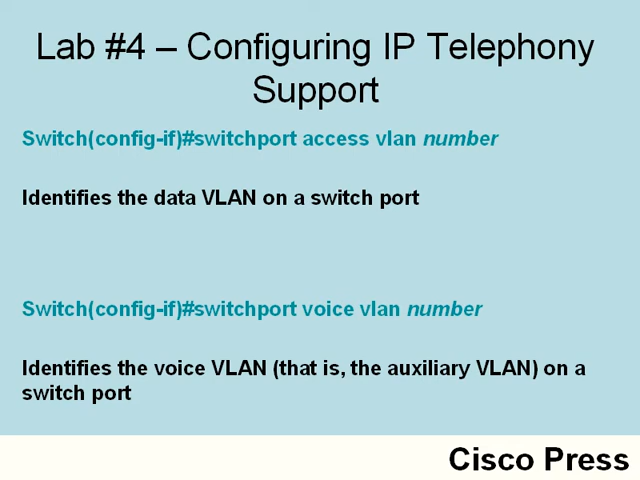 Lab #4 – Configuring IP Telephony
Support
Switch(config-if)#switchport access vlan number
Identifies the data VLAN on a switch port
Switch(config-if)#switchport voice vlan number
Identifies the voice VLAN (that is, the auxiliary VLAN) on a
switch port
Cisco Press